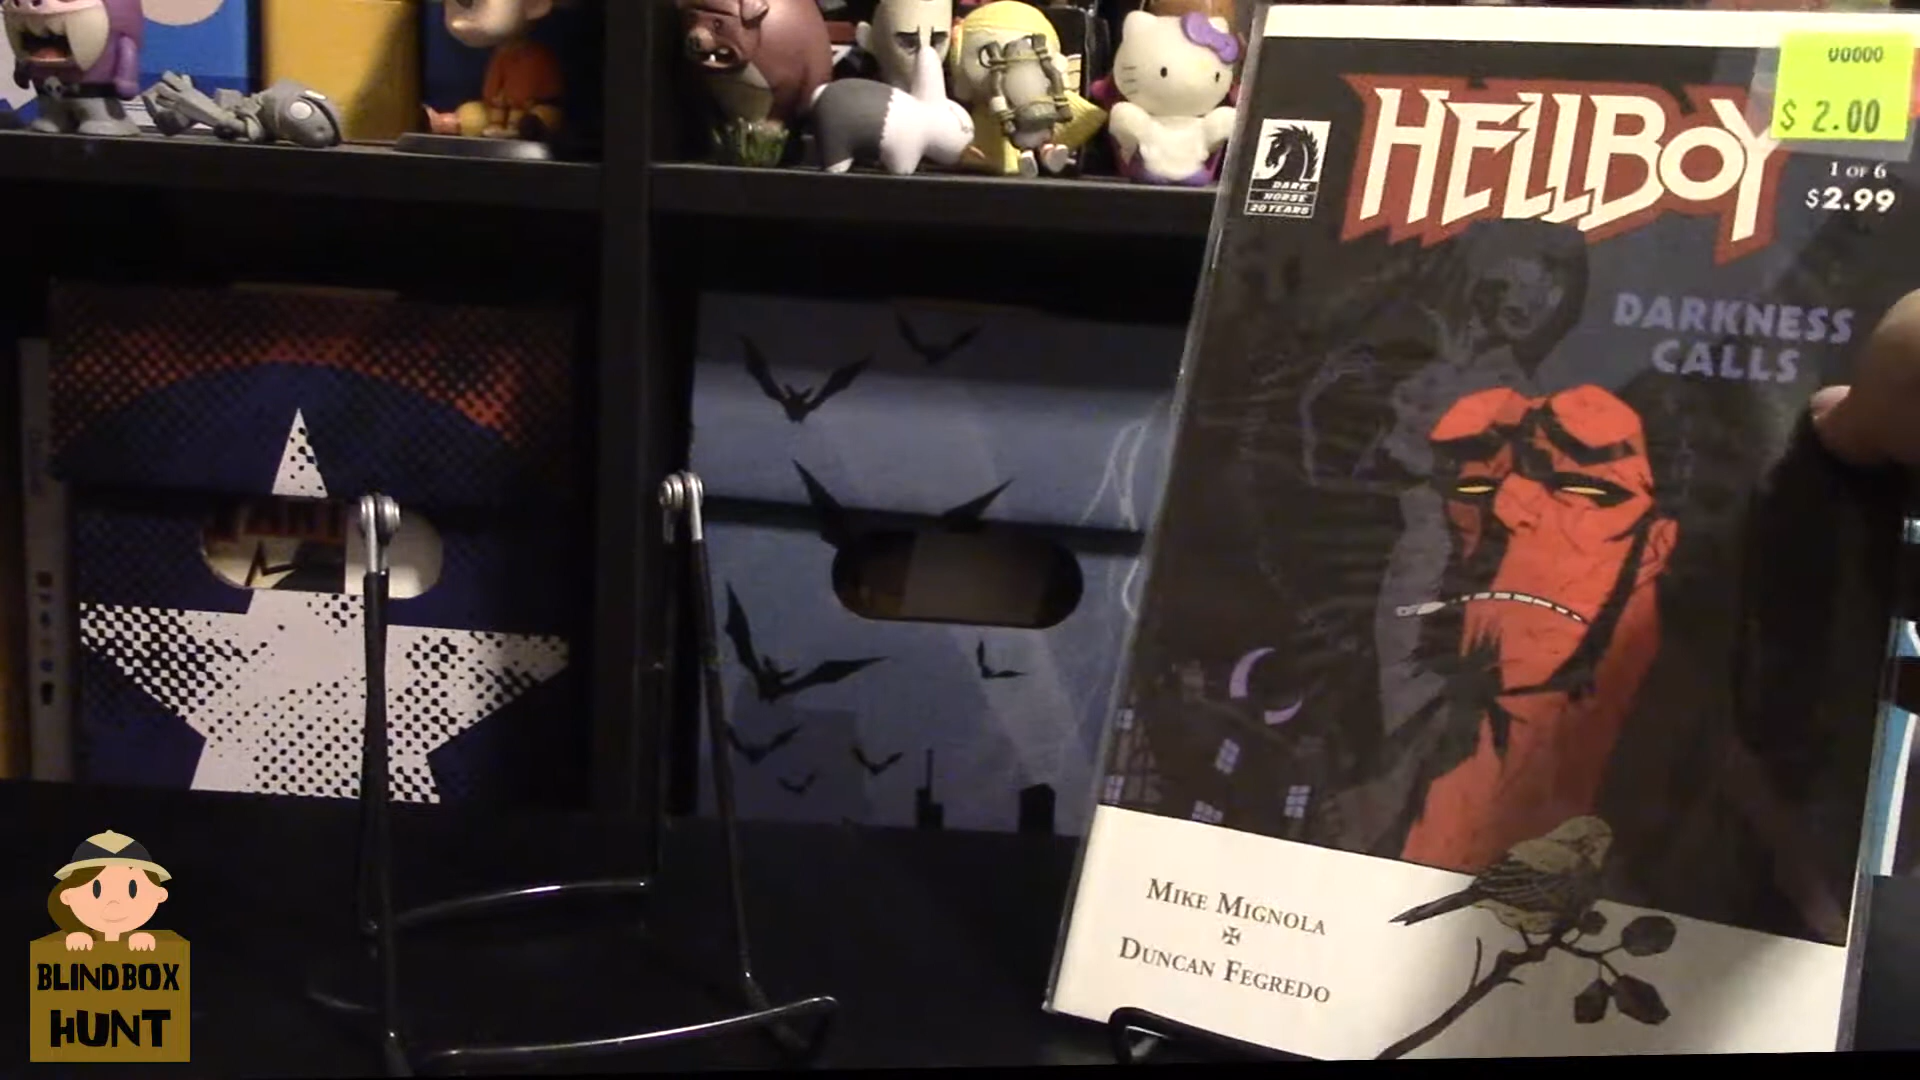 00000
$ 2.00
HELLBOY
1 OF 6
$2.99
DARK
HORSE
20 YEARS
DARKNESS
CALLS
MIKE MIGNOLA
DUNCAN FEGREDO
BLINDBOX
HUNT